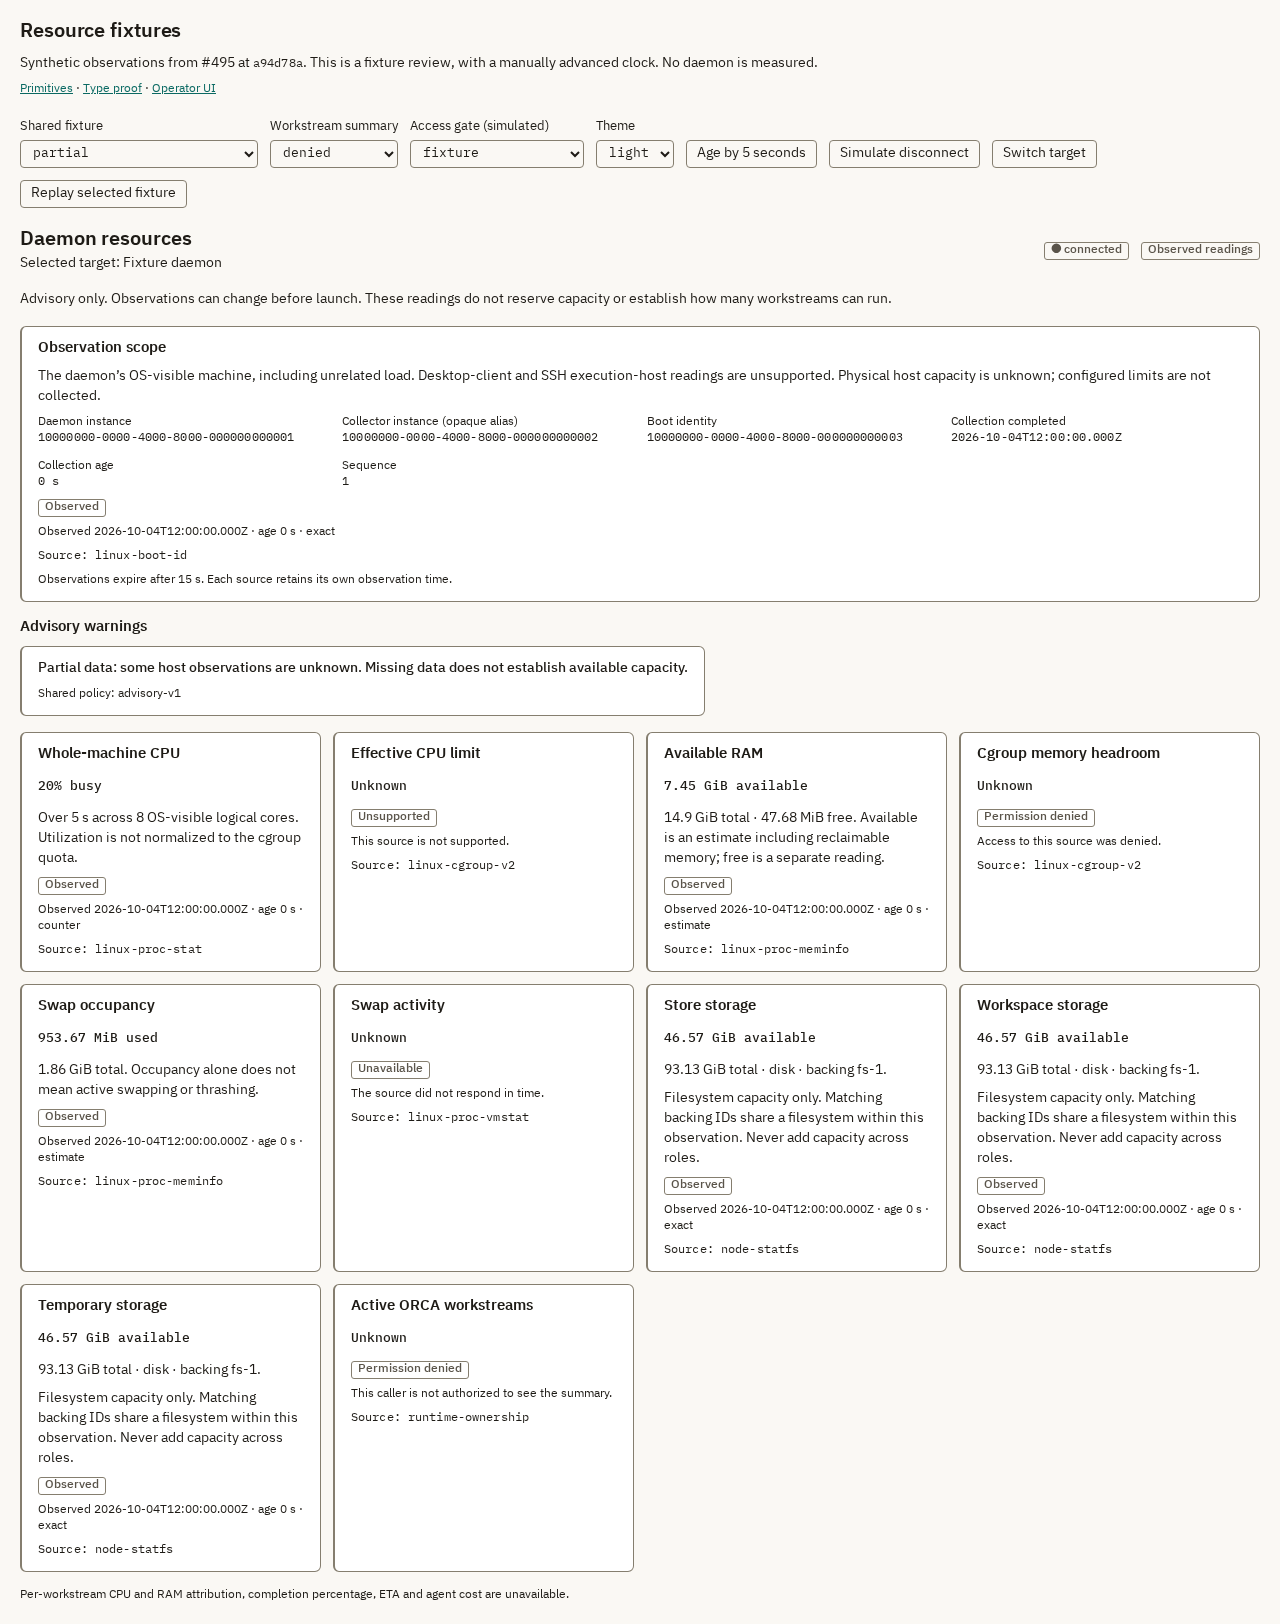 Resource fixtures
Synthetic observations from #495 at a94d78a. This is a fixture review, with a manually advanced clock. No daemon is measured.
Primitives · Type proof · Operator UI
Shared fixture
partial
Workstream summary
denied
Access gate (simulated)
fixture
Theme
light
Age by 5 seconds
Simulate disconnect
Switch target
Replay selected fixture
Daemon resources
Selected target: Fixture daemon
connected
Observed readings
Advisory only. Observations can change before launch. These readings do not reserve capacity or establish how many workstreams can run.
Observation scope
The daemon’s OS-visible machine, including unrelated load. Desktop-client and SSH execution-host readings are unsupported. Physical host capacity is unknown; configured limits are not
collected.
Daemon instance
10000000-0000-4000-8000-000000000001
Collector instance (opaque alias)
10000000-0000-4000-8000-000000000002
Boot identity
10000000-0000-4000-8000-000000000003
Collection completed
2026-10-04T12:00:00.000Z
Collection age
0 s
Sequence
1
Observed
Observed 2026-10-04T12:00:00.000Z · age 0 s · exact
Source: linux-boot-id
Observations expire after 15 s. Each source retains its own observation time.
Advisory warnings
Partial data: some host observations are unknown. Missing data does not establish available capacity.
Shared policy: advisory-v1
Whole-machine CPU
20% busy
Over 5 s across 8 OS-visible logical cores.
Utilization is not normalized to the cgroup
quota.
Observed
Observed 2026-10-04T12:00:00.000Z · age 0 s ·
counter
Source: linux-proc-stat
Effective CPU limit
Unknown
Unsupported
This source is not supported.
Source: linux-cgroup-v2
Available RAM
7.45 GiB available
14.9 GiB total · 47.68 MiB free. Available
is an estimate including reclaimable
memory; free is a separate reading.
Observed
Observed 2026-10-04T12:00:00.000Z · age 0 s ·
estimate
Source: linux-proc-meminfo
Cgroup memory headroom
Unknown
Permission denied
Access to this source was denied.
Source: linux-cgroup-v2
Swap occupancy
953.67 MiB used
1.86 GiB total. Occupancy alone does not
mean active swapping or thrashing.
Observed
Observed 2026-10-04T12:00:00.000Z · age 0 s ·
estimate
Source: linux-proc-meminfo
Swap activity
Unknown
Unavailable
The source did not respond in time.
Source: linux-proc-vmstat
Store storage
46.57 GiB available
93.13 GiB total · disk · backing fs-1.
Filesystem capacity only. Matching
backing IDs share a filesystem within this
observation. Never add capacity across
roles.
Observed
Observed 2026-10-04T12:00:00.000Z · age 0 s ·
exact
Source: node-statfs
Workspace storage
46.57 GiB available
93.13 GiB total · disk · backing fs-1.
Filesystem capacity only. Matching
backing IDs share a filesystem within this
observation. Never add capacity across
roles.
Observed
Observed 2026-10-04T12:00:00.000Z · age 0 s ·
exact
Source: node-statfs
Temporary storage
46.57 GiB available
93.13 GiB total · disk · backing fs-1.
Filesystem capacity only. Matching
backing IDs share a filesystem within this
observation. Never add capacity across
roles.
Observed
Observed 2026-10-04T12:00:00.000Z · age 0 s ·
exact
Source: node-statfs
Active ORCA workstreams
Unknown
Permission denied
This caller is not authorized to see the summary.
Source: runtime-ownership
Per-workstream CPU and RAM attribution, completion percentage, ETA and agent cost are unavailable.